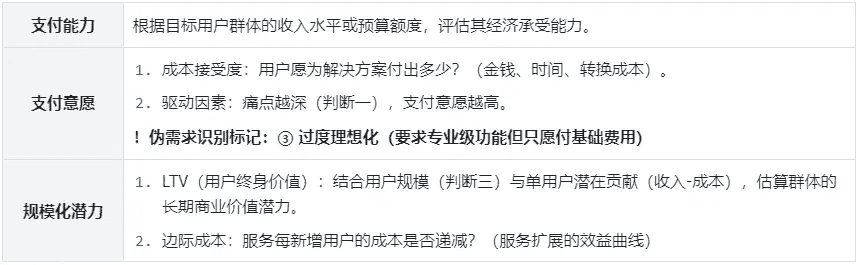 支付能力
根据目标用户群体的收入水平或预算额度，评估其经济承受能力。
支付意愿
1. 成本接受度：用户愿为解决方案付出多少？（金钱、时间、转换成本）。
2. 驱动因素：痛点越深（判断一），支付意愿越高。
！伪需求识别标记：③ 过度理想化（要求专业级功能但只愿付基础费用）
规模化潜力
1. LTV（用户终身价值）：结合用户规模（判断三）与单用户潜在贡献（收入-成本），估算群体的
长期商业价值潜力。
2. 边际成本：服务每新增用户的成本是否递减？（服务扩展的效益曲线）